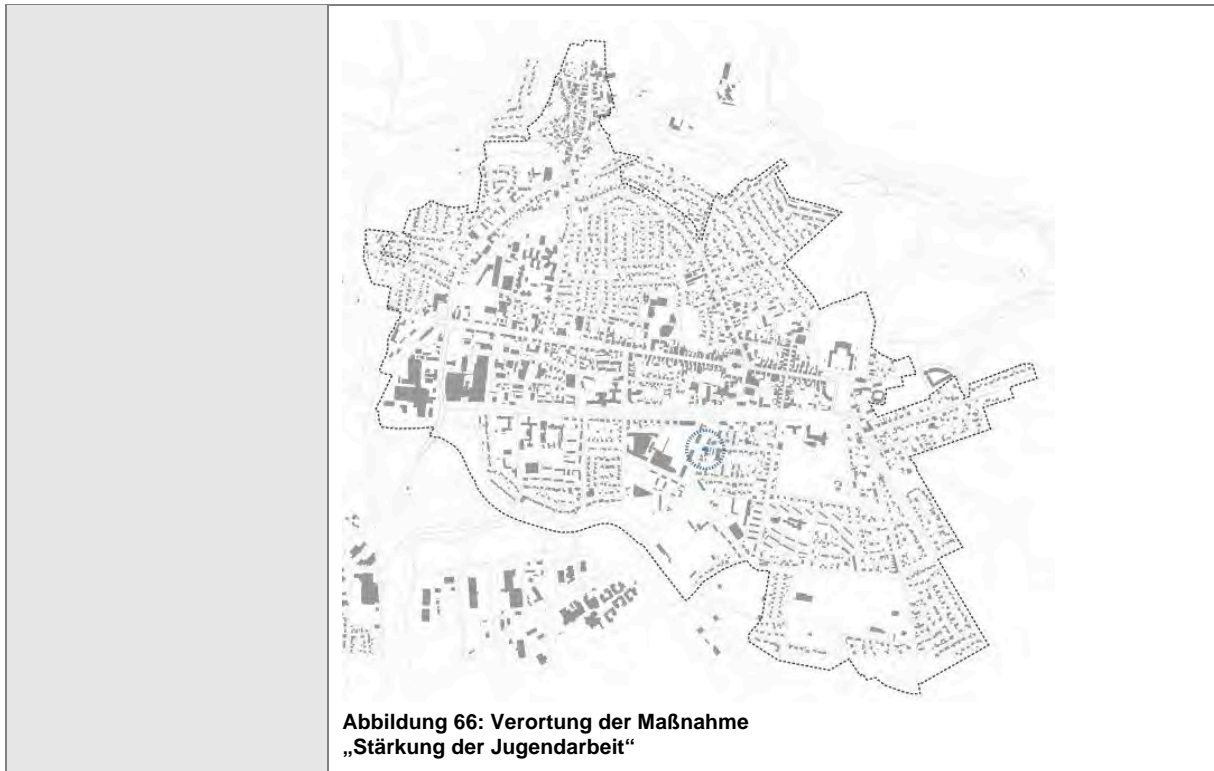 Abbildung 66: Verortung der Maßnahme
„Stärkung der Jugendarbeit“